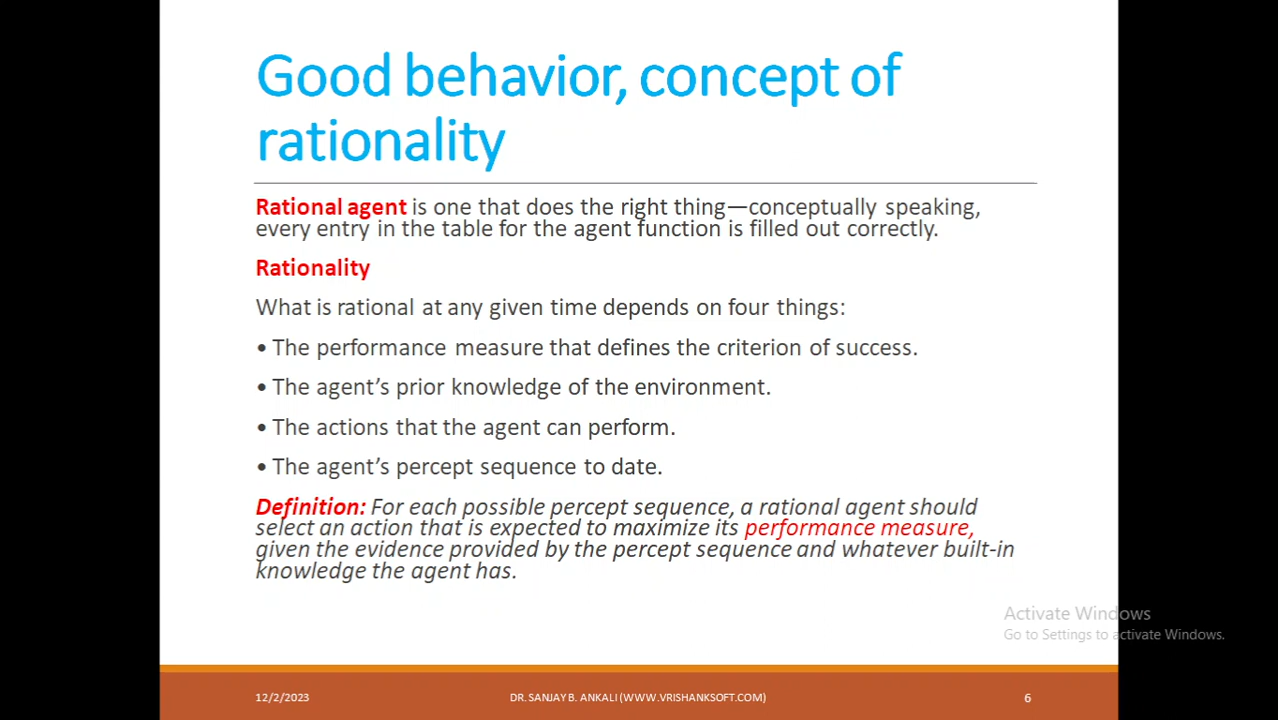 Good behavior, concept of
rationality
Rational agent is one that does the right thing—conceptually speaking,
every entry in the table for the agent function is filled out correctly.
Rationality
What is rational at any given time depends on four things:
• The performance measure that defines the criterion of success.
• The agent’s prior knowledge of the environment.
• The actions that the agent can perform.
• The agent’s percept sequence to date.
Definition: For each possible percept sequence, a rational agent should
select an action that is expected to maximize its performance measure,
given the evidence provided by the percept sequence and whatever built-in
knowledge the agent has.
Activate Windows
Go to Settings to activate Windows.
12/2/2023
DR. SANJAY B. ANKALI (WWW.VRISHANKSOFT.COM)
6